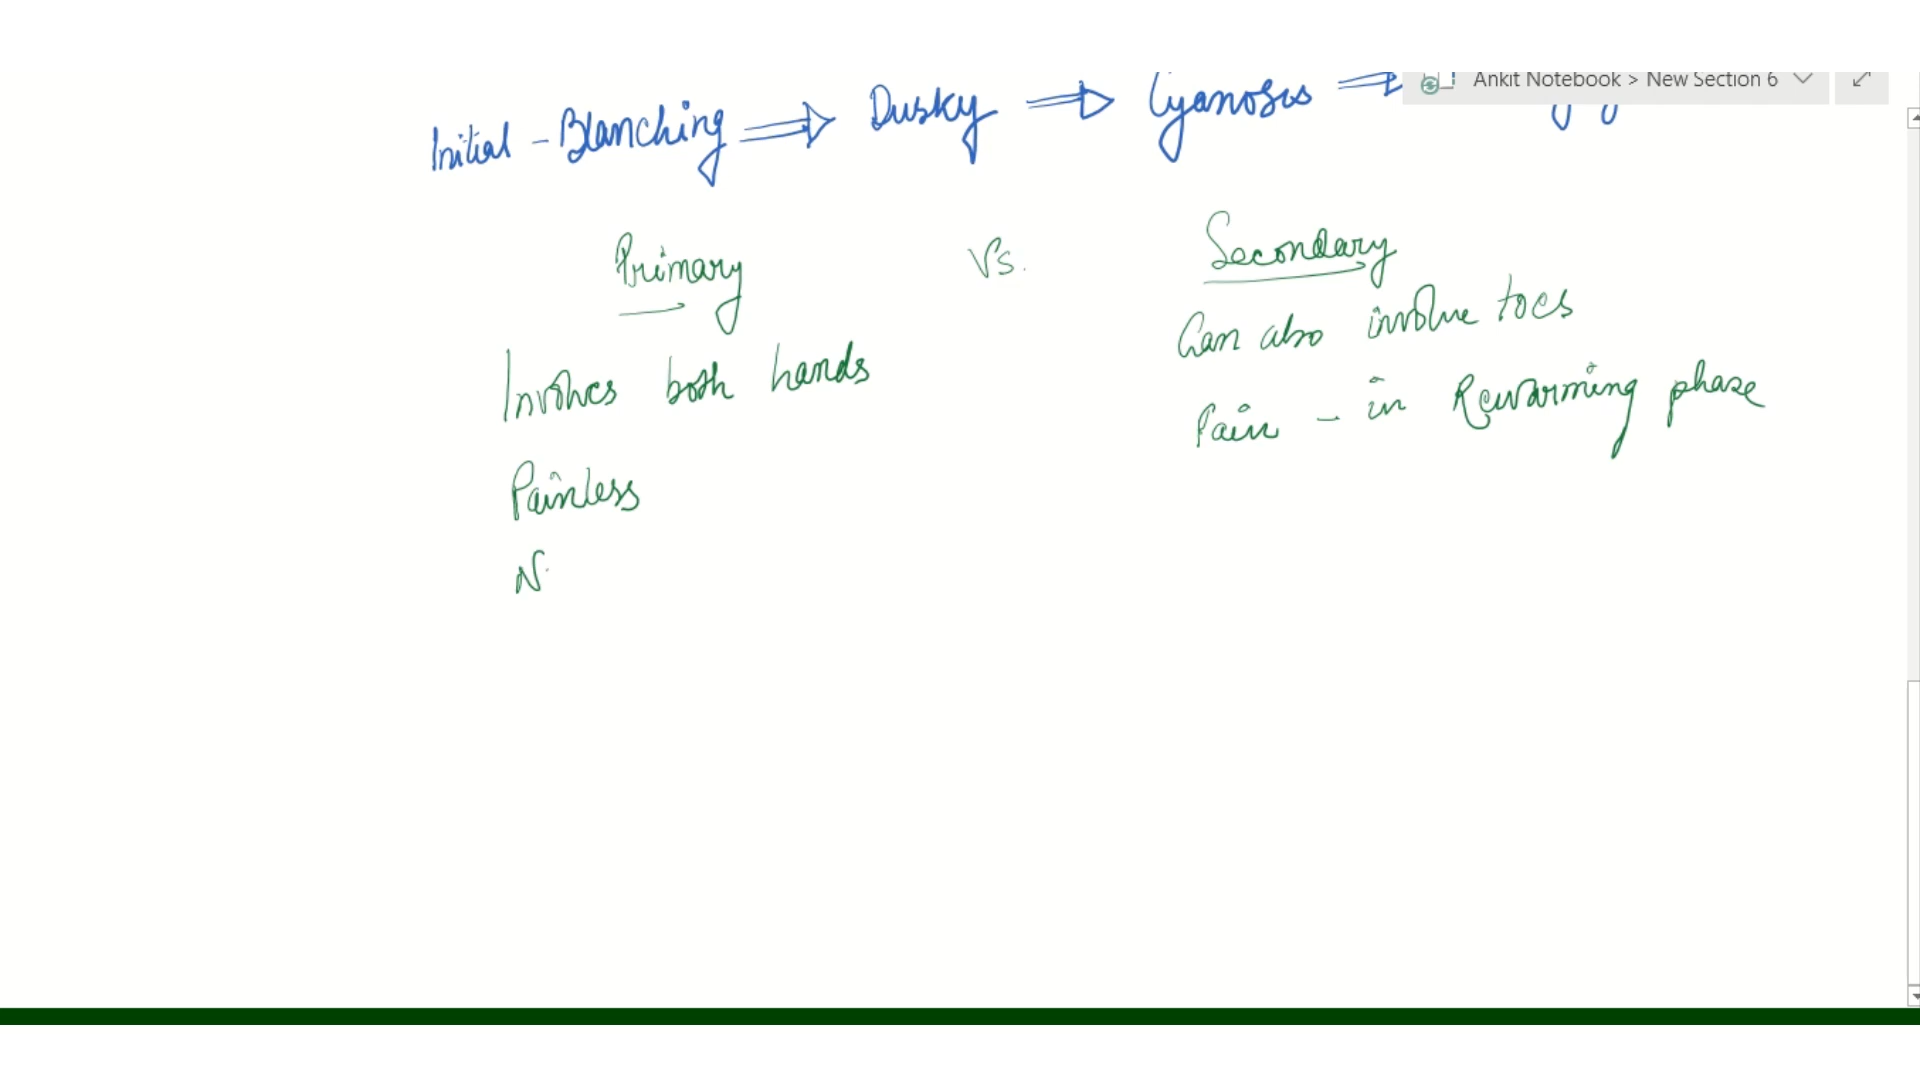 Ankit Notebook > New Section 6
Initial - Blanching ⇒ Dusky ⇒ Cyanosis ⇒
Primary Vs. Secondary
Involves both hands
Painless
N
Can also involve toes
Pain - in Rewarming phase